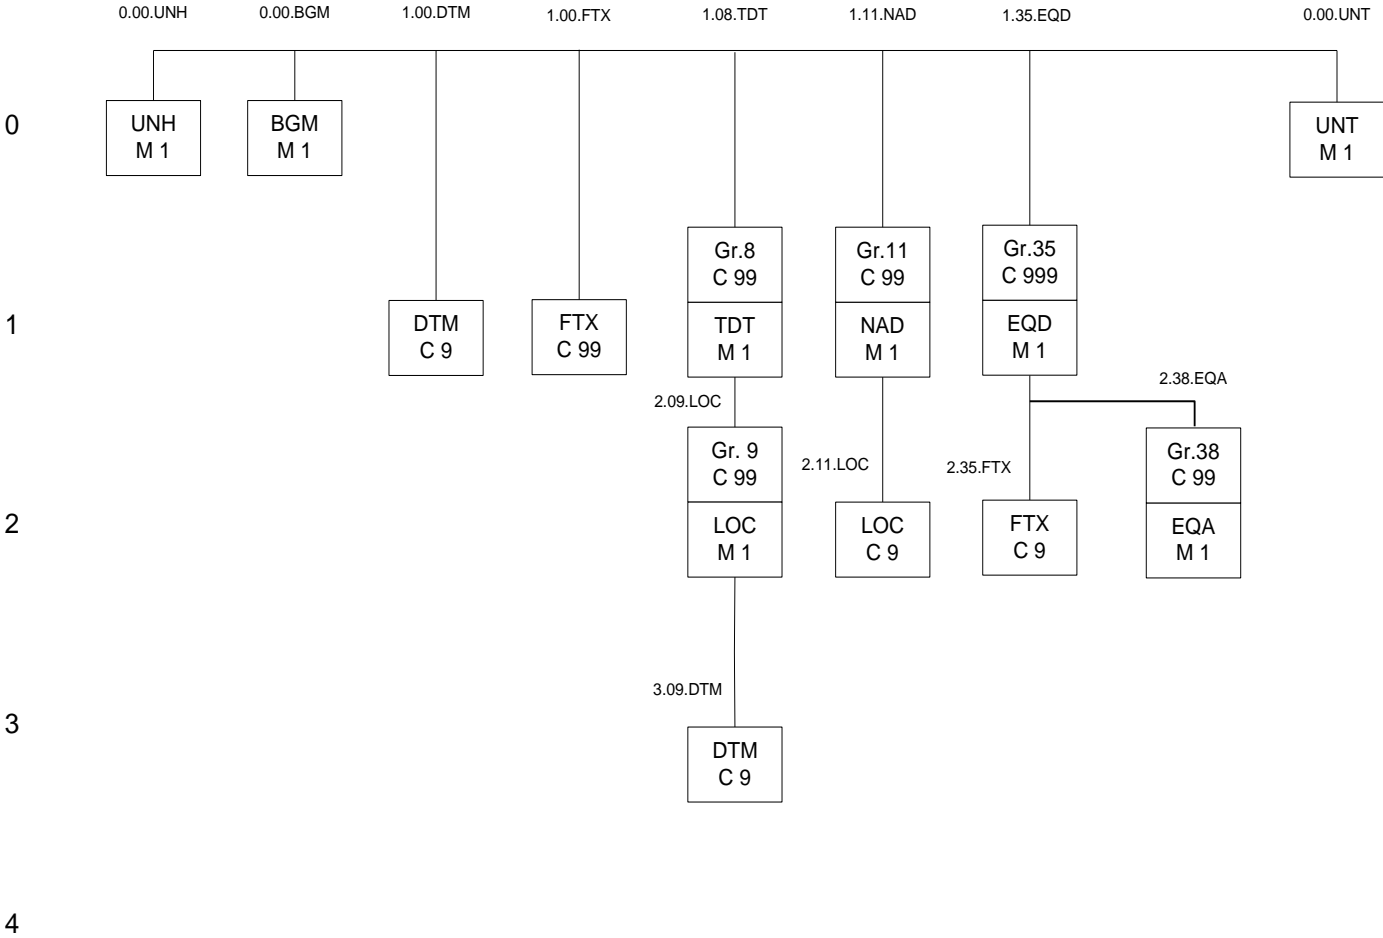 0.00.UNH
0.00.BGM
1.00.DTM
1.00.FTX
1.08.TDT
1.11.NAD
1.35.EQD
0.00.UNT
0
UNH
M 1
BGM
M 1
UNT
M 1
1
DTM
C 9
FTX
C 99
Gr.8
C 99
TDT
M 1
Gr.11
C 99
NAD
M 1
Gr.35
C 999
EQD
M 1
2.09.LOC
2.11.LOC
2.35.FTX
2.38.EQA
2
Gr. 9
C 99
LOC
M 1
LOC
C 9
FTX
C 9
Gr.38
C 99
EQA
M 1
3.09.DTM
3
DTM
C 9
4